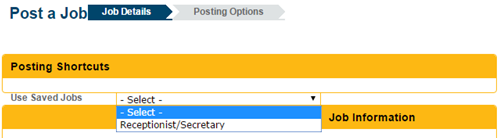 Post a Job Job Details Posting Options
Posting Shortcuts
Use Saved Jobs - Select -
- Select -
Receptionist/Secretary
Job Information